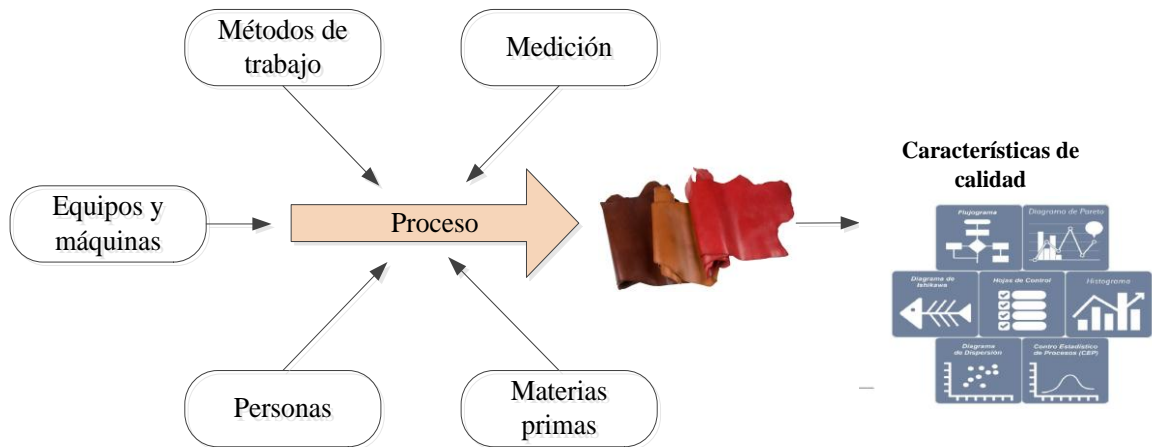 Métodos de
trabajo
Medición
Equipos y
máquinas
Proceso
Personas
Materias
primas
Características de
calidad
Flujograma
Diagrama de Pareto
Diagrama de
Ishikawa
Hojas de Control
Histograma
Diagrama
de Dispersión
Contro Estadístico
de Procesos (CEP)